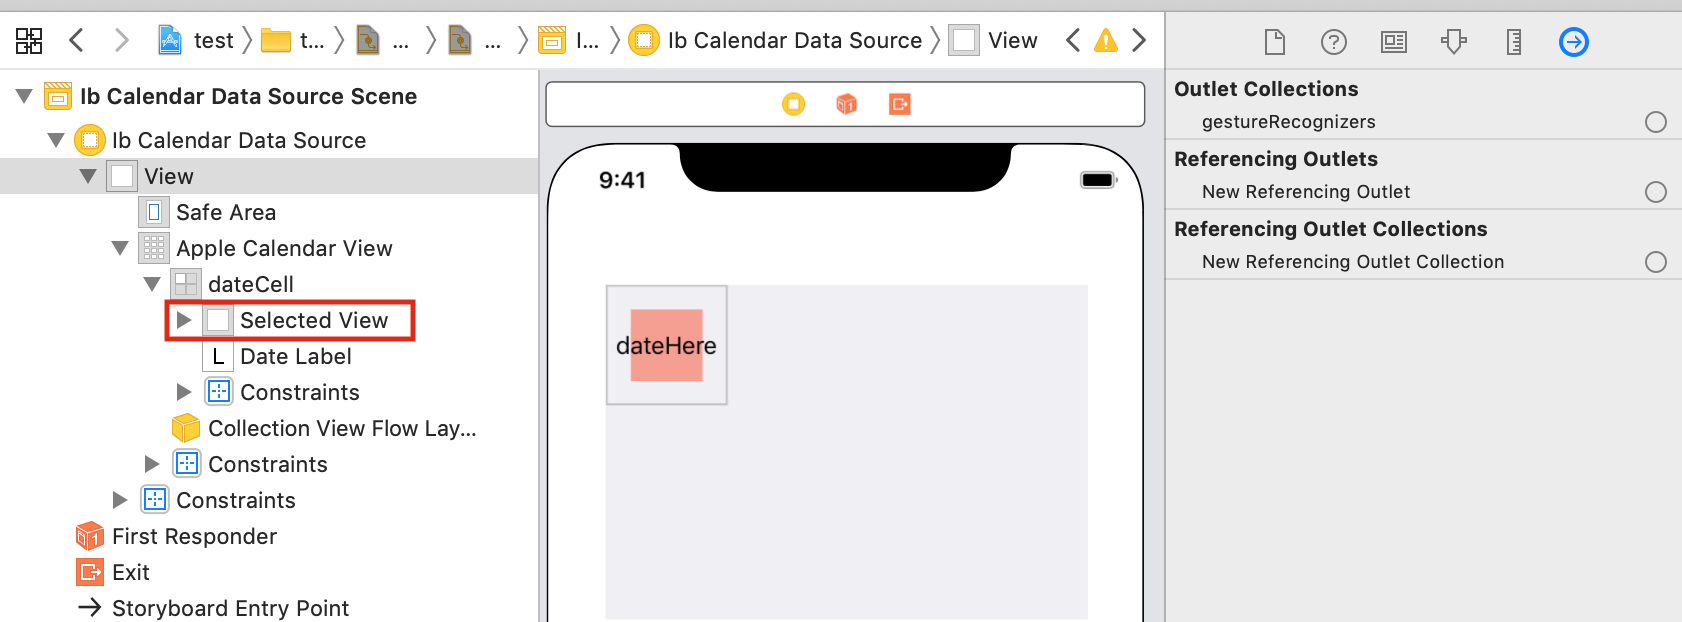 test t... ... ... I... Ib Calendar Data Source View
Ib Calendar Data Source Scene
Ib Calendar Data Source
View
Safe Area
Apple Calendar View
dateCell
Selected View
L Date Label
Constraints
Collection View Flow Lay...
Constraints
Constraints
1 First Responder
Exit
Storyboard Entry Point
1
9:41
dateHere
?
Outlet Collections
gestureRecognizers
Referencing Outlets
New Referencing Outlet
Referencing Outlet Collections
New Referencing Outlet Collection